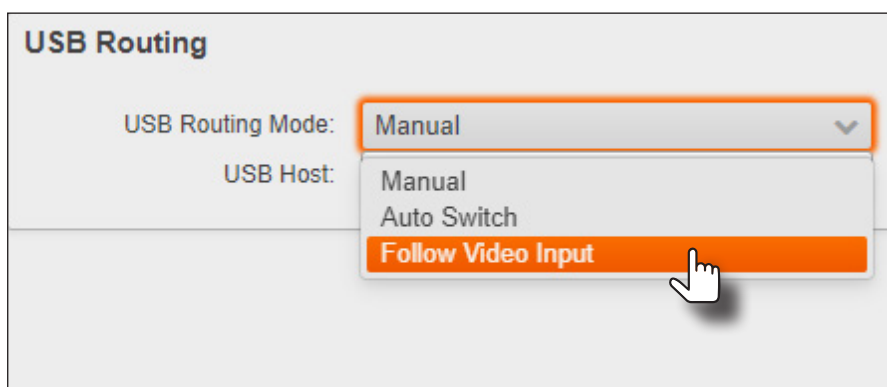 USB Routing
USB Routing Mode: Manual
USB Host:
Manual
Auto Switch
Follow Video Input